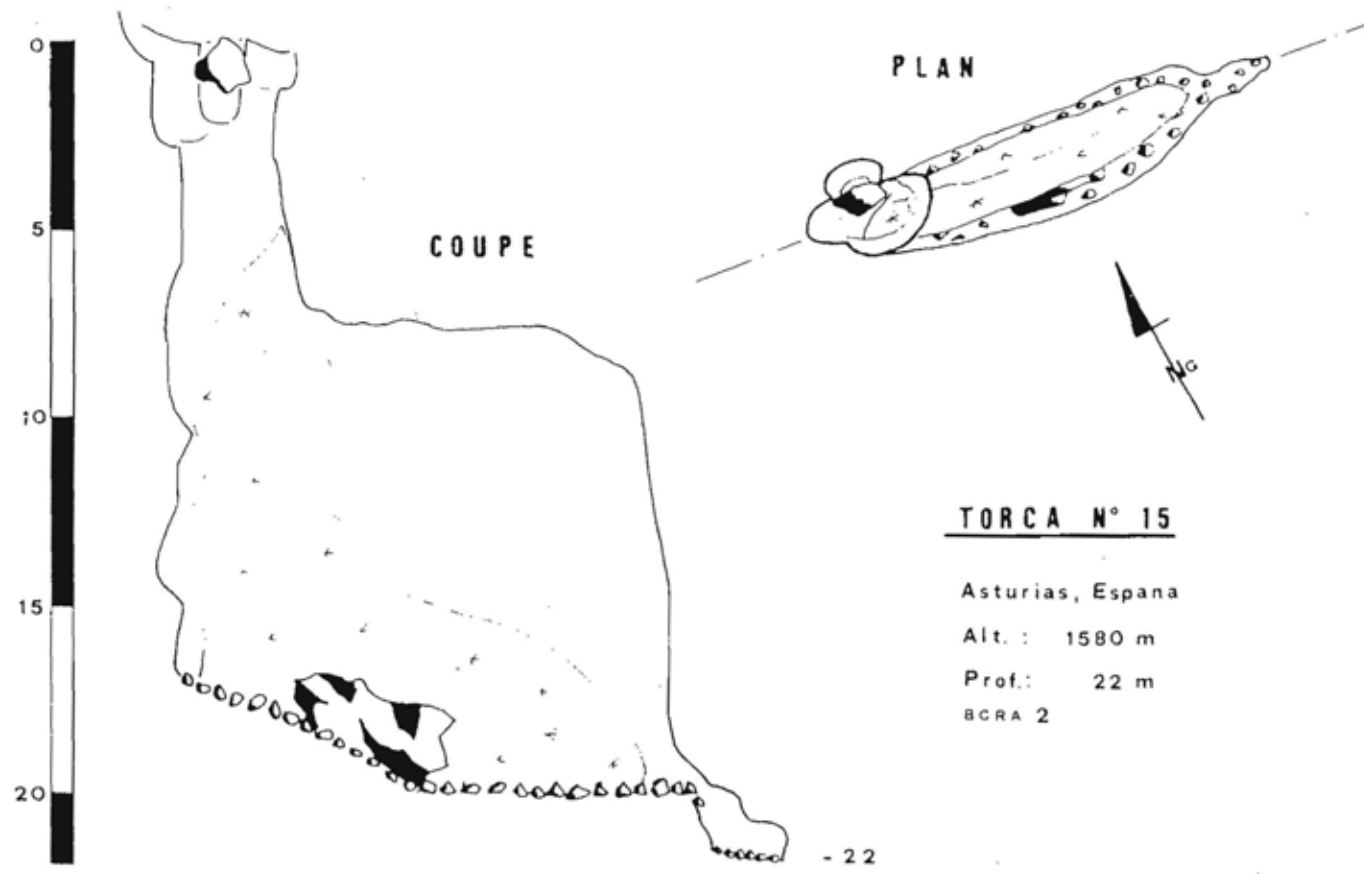 0
5
10
15
20
COUPE
PLAN
NG
TORCA N° 15
Asturias, Espana
Alt.: 1580 m
Prof.: 22 m
BCRA 2
-22